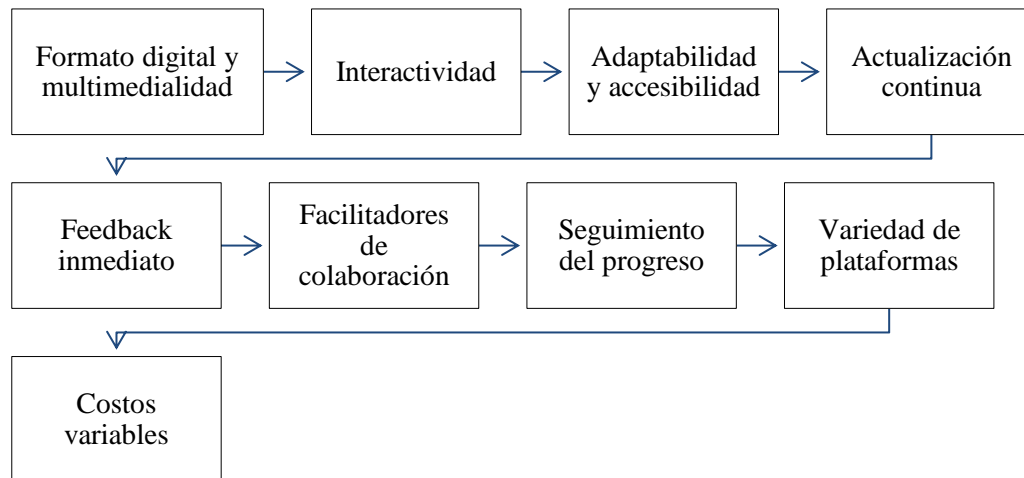 Formato digital y
multimedialidad
Interactividad
Adaptabilidad
y accesibilidad
Actualización
continua
Feedback
inmediato
Facilitadores
de
colaboración
Seguimiento
del progreso
Variedad de
plataformas
Costos
variables